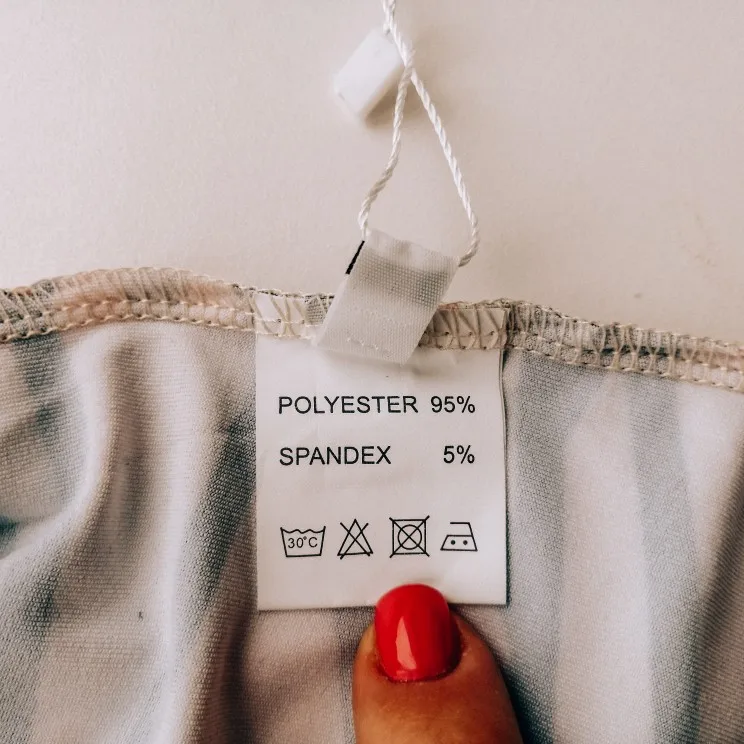 POLYESTER 95%
SPANDEX 5%
30°C